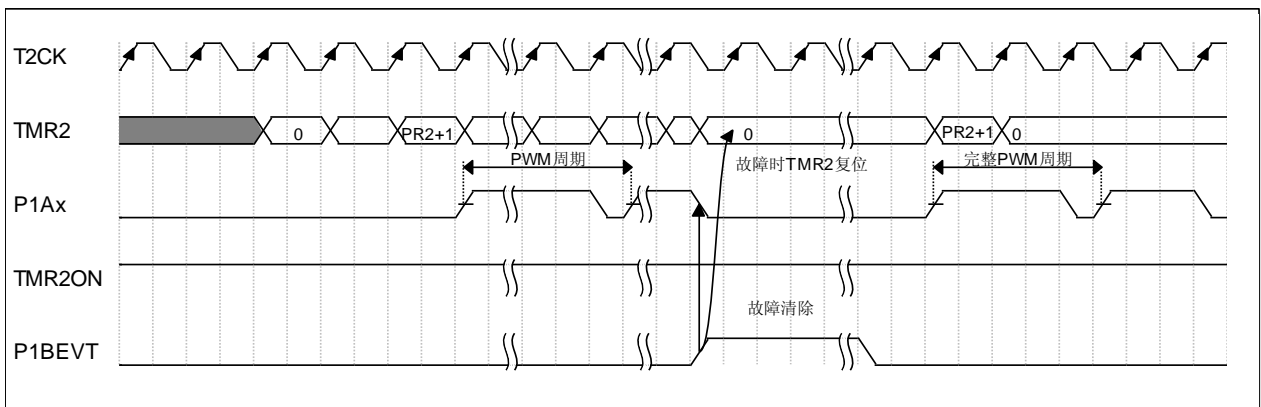 T2CK
TMR2
0
PR2+1
0
PR2+1
0
PWM周期
故障时TMR2复位
完整PWM周期
P1Ax
TMR2ON
故障清除
P1BEVT